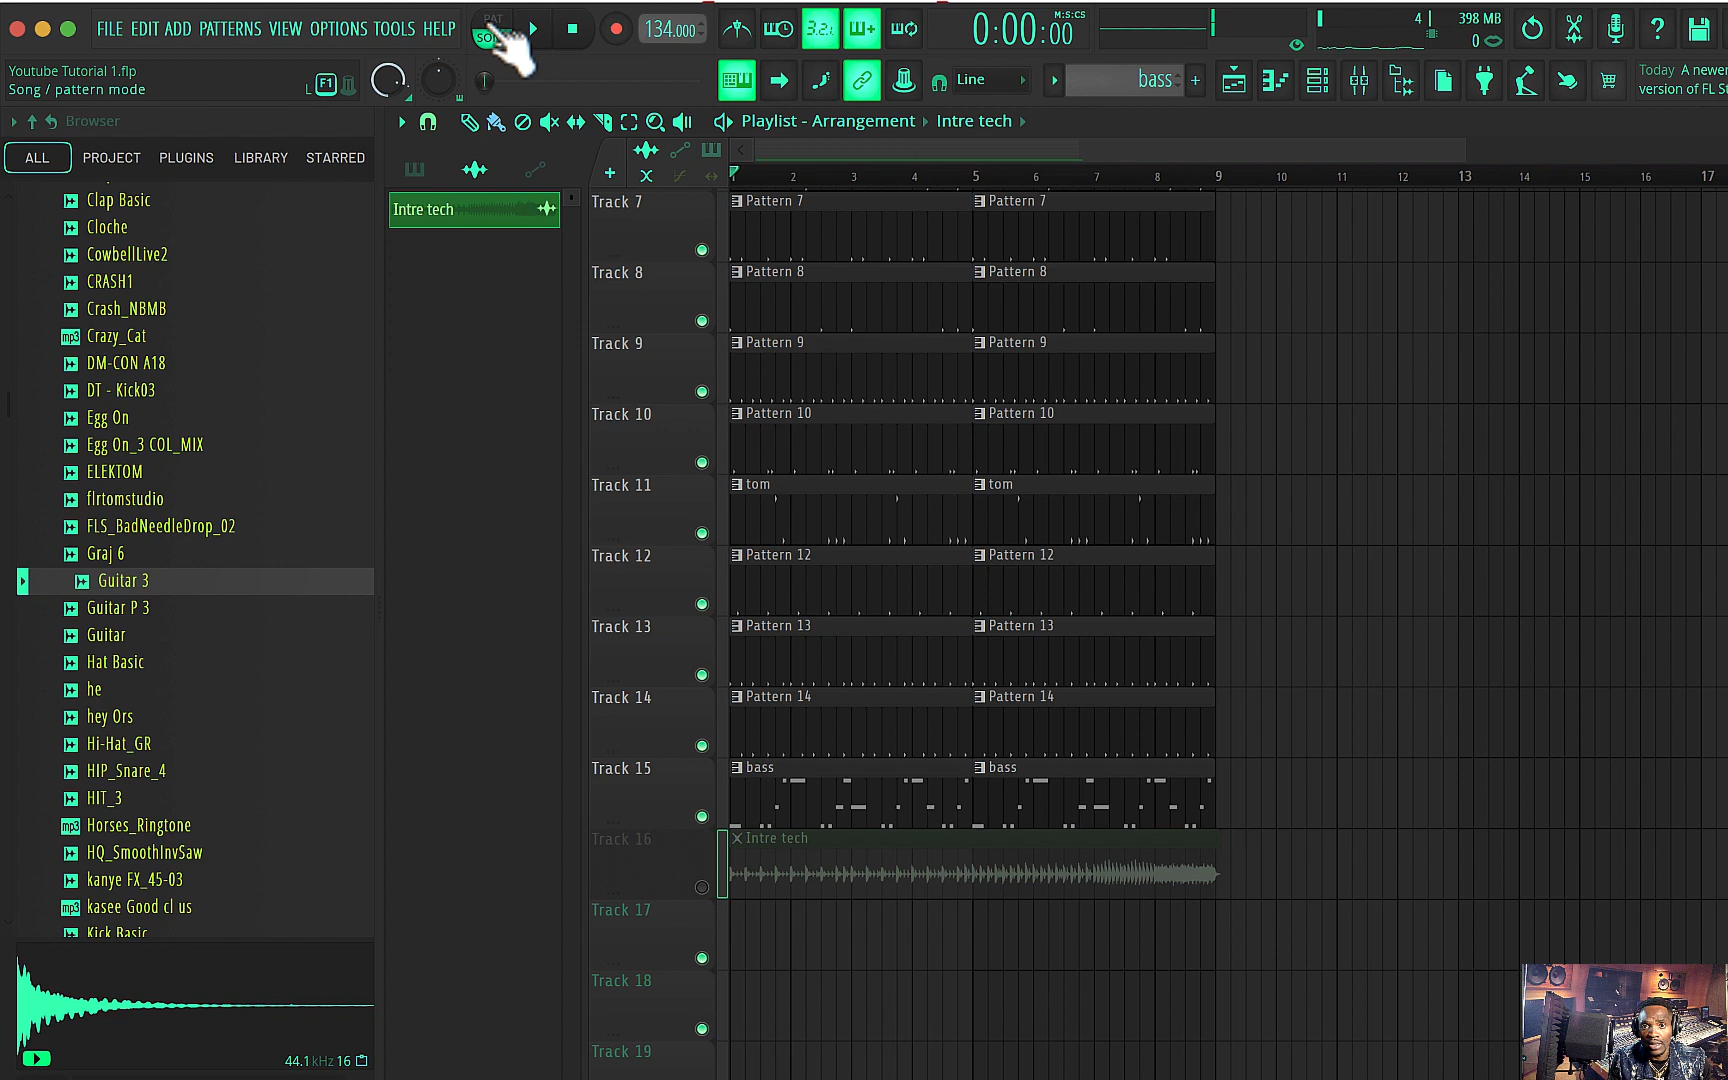 FILE EDIT ADD PATTERNS VIEW OPTIONS TOOLS HELP
PAT
134.000
3.2.
0:00:00
M:S:CS
4
398 MB
0
?
Youtube Tutorial 1.flp
Song / pattern mode
F1
Line
bass
+
Today A newer
version of FL St
Browser
Playlist - Arrangement Intre tech
ALL PROJECT PLUGINS LIBRARY STARRED
2 3 4 5 6 7 8 9 10 11 12 13 14 15 16 17
Clap Basic
Cloche
CowbellLive2
CRASH1
Crash_NBMB
mp3 Crazy_Cat
DM-CON A18
DT - Kick03
Egg On
Egg On_3 COL_MIX
ELEKTOM
flrtomstudio
FLS_BadNeedleDrop_02
Graj 6
Guitar 3
Guitar P 3
Guitar
Hat Basic
he
hey Ors
Hi-Hat_GR
HIP_Snare_4
HIT_3
mp3 Horses_Ringtone
HQ_SmoothInvSaw
kanye FX_45-03
mp3 kasee Good cl us
Kick Basic
44.1kHz 16
Intre tech
Track 7 Pattern 7 Pattern 7
Track 8 Pattern 8 Pattern 8
Track 9 Pattern 9 Pattern 9
Track 10 Pattern 10 Pattern 10
Track 11 tom tom
Track 12 Pattern 12 Pattern 12
Track 13 Pattern 13 Pattern 13
Track 14 Pattern 14 Pattern 14
Track 15 bass bass
Track 16 Intre tech
Track 17
Track 18
Track 19